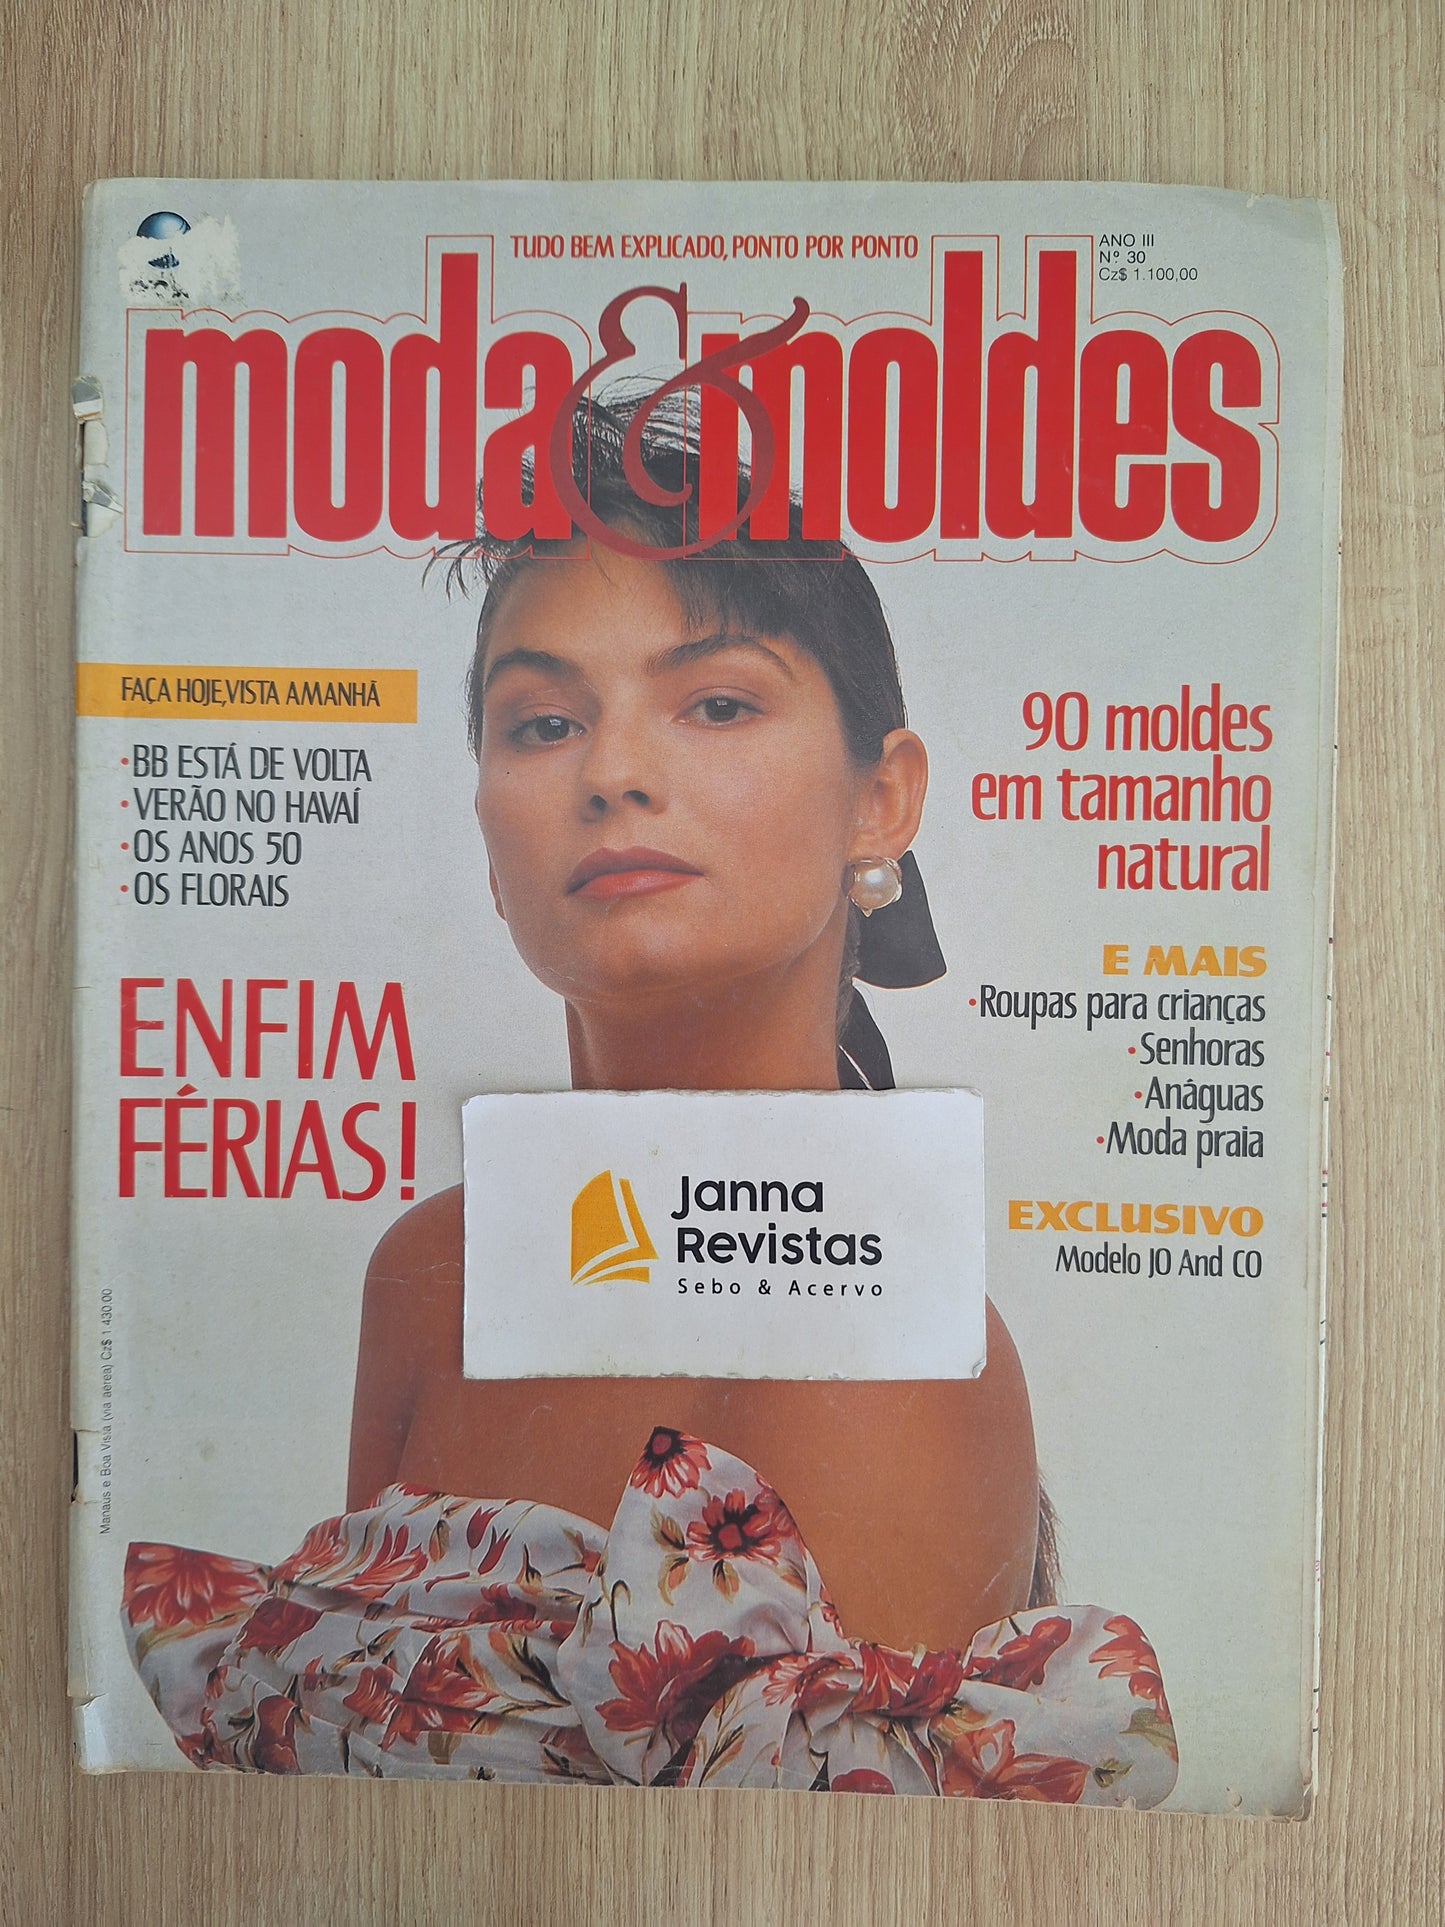 TUDO BEM EXPLICADO, PONTO POR PONTO
ANO III
Nº 30
Cz$ 1.100,00
moda & moldes
FAÇA HOJE, VISTA AMANHÃ
•BB ESTÁ DE VOLTA
•VERÃO NO HAVAÍ
•OS ANOS 50
•OS FLORAIS
ENFIM
FÉRIAS!
90 moldes
em tamanho
natural
E MAIS
•Roupas para crianças
•Senhoras
•Anáguas
•Moda praia
EXCLUSIVO
Modelo JO And CO
Janna
Revistas
Sebo & Acervo
Manaus e Boa Vista (via aerea) Cz$ 1.430,00